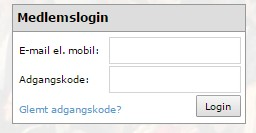 Medlemslogin
E-mail el. mobil:
Adgangskode:
Glemt adgangskode? Login